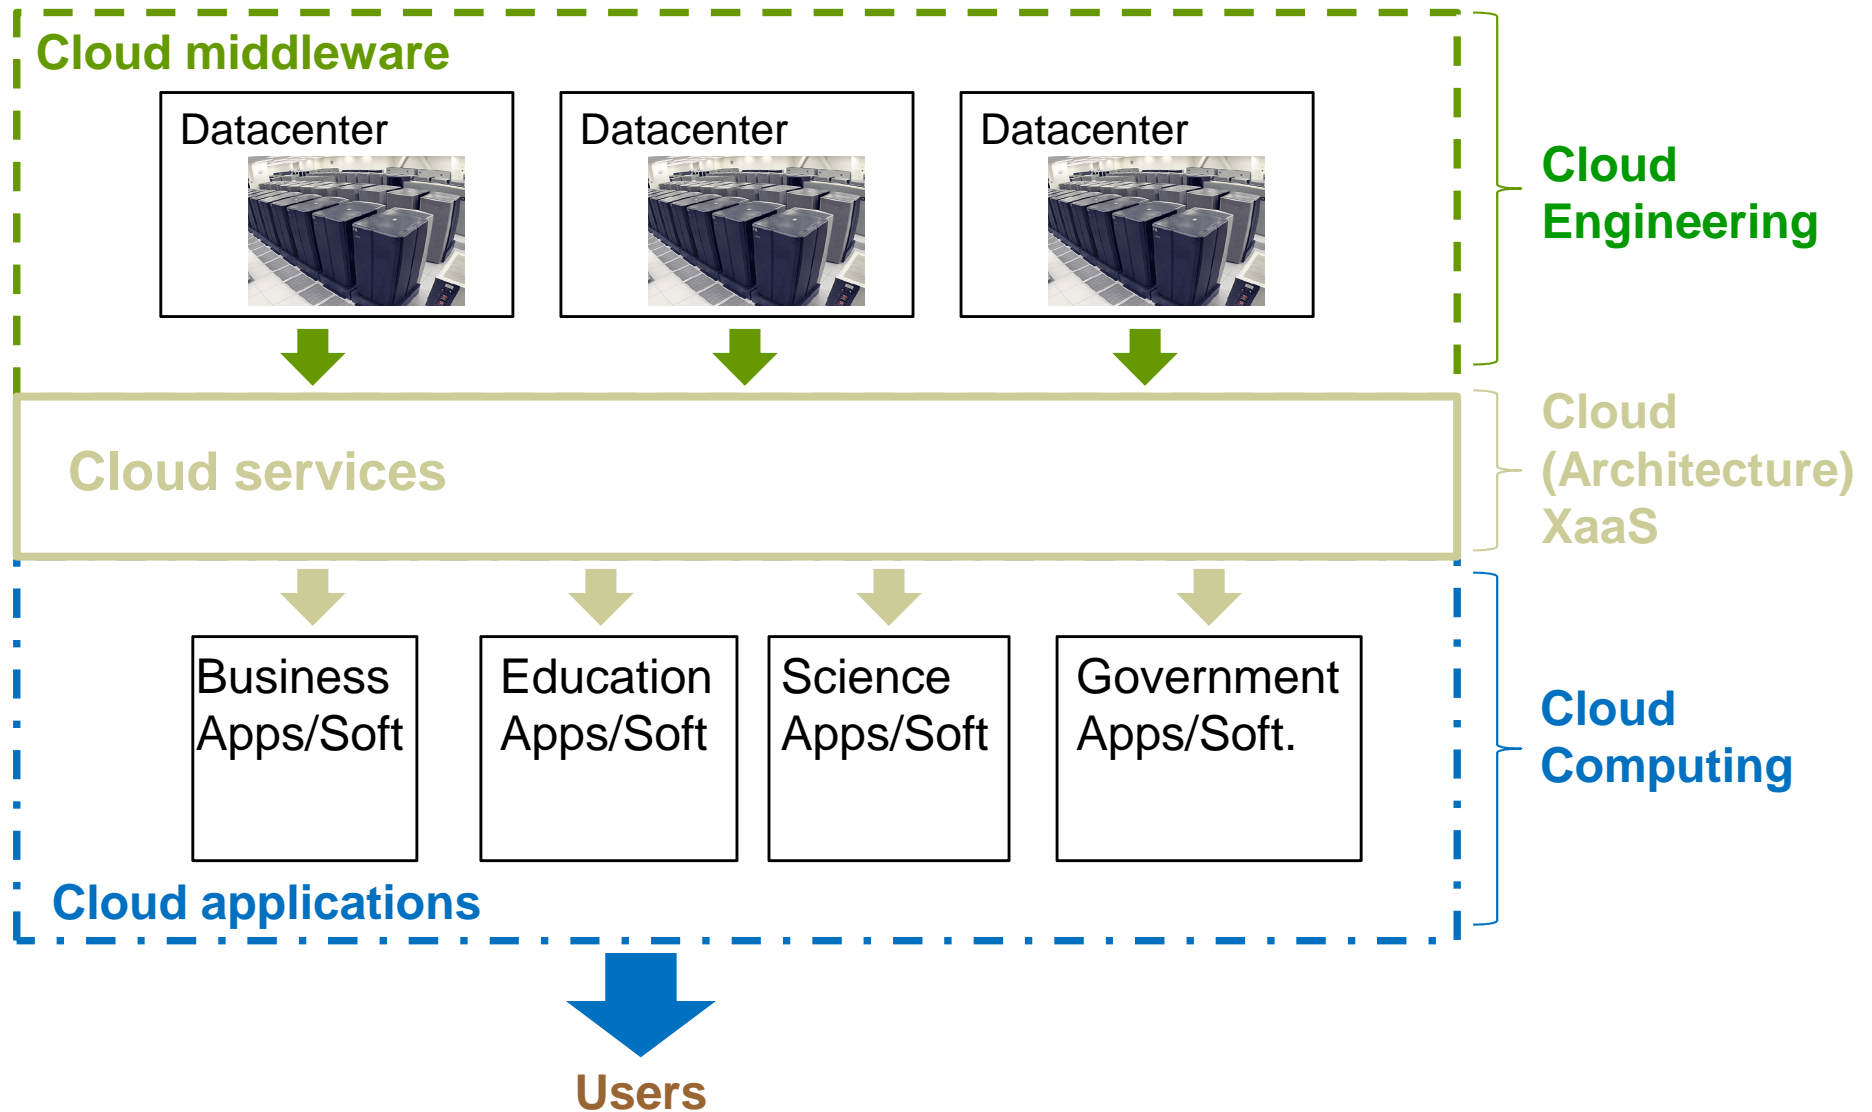 Cloud middleware
Datacenter
Datacenter
Datacenter
Cloud
Engineering
Cloud services
Cloud
(Architecture)
XaaS
Business
Apps/Soft
Education
Apps/Soft
Science
Apps/Soft
Government
Apps/Soft.
Cloud
Computing
Cloud applications
Users